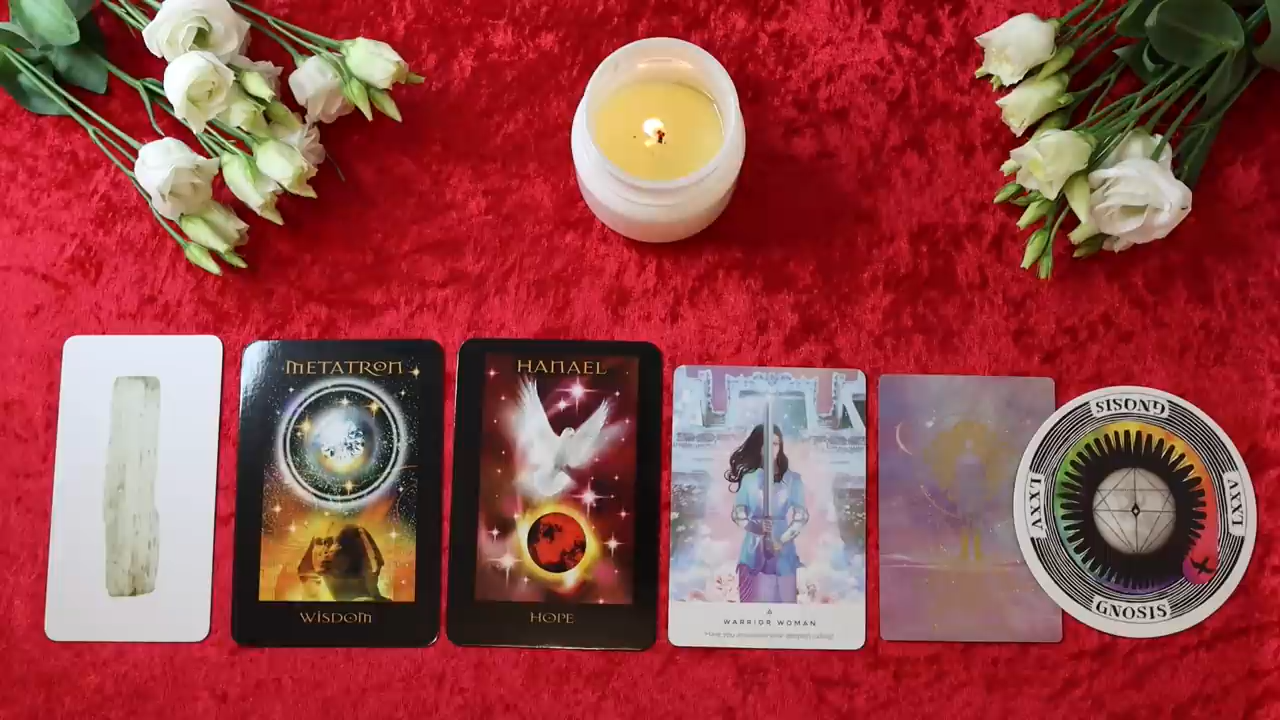 METATRON
WISDOM
HANAEL
HOPE
WARRIOR WOMAN
GNOSIS
LXXV
LXXV
GNOSIS